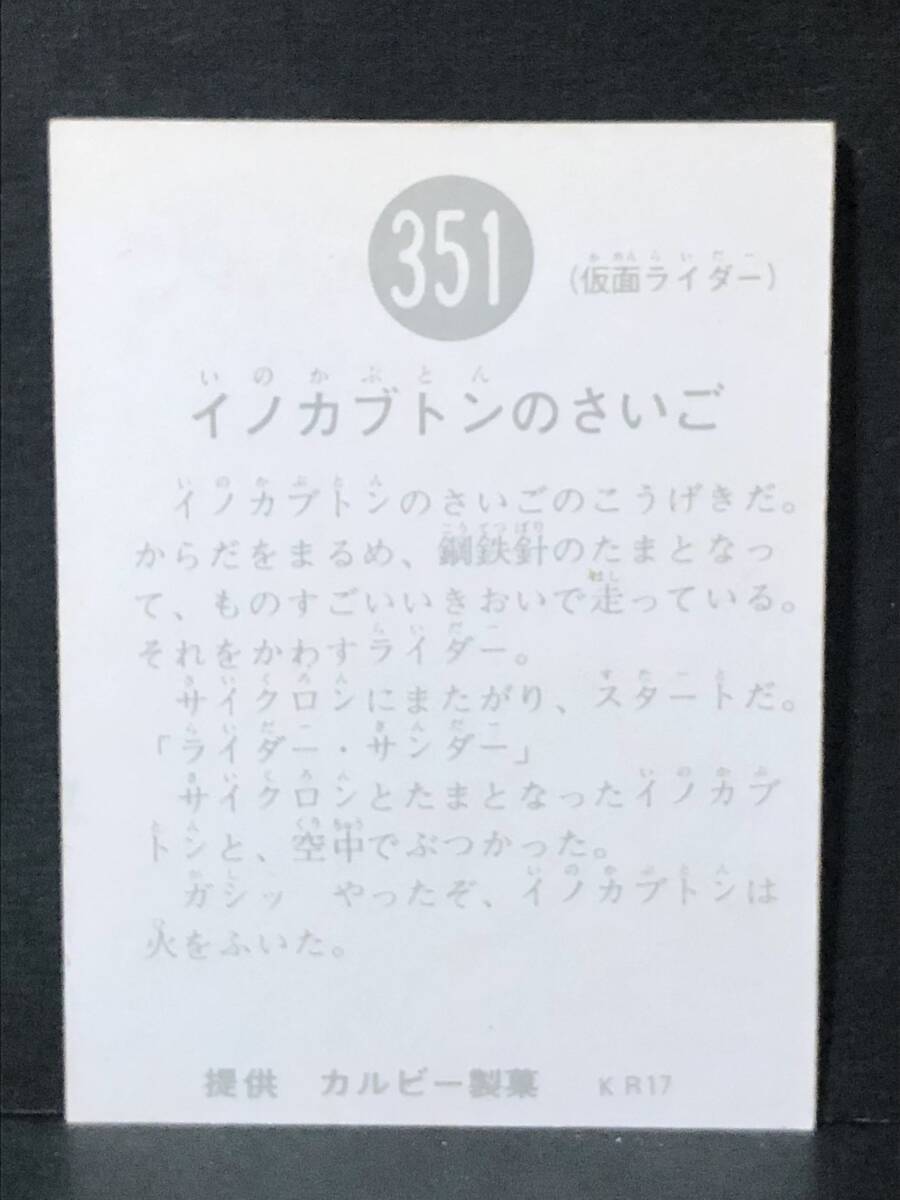 351
(仮面ライダー)
イノカブトンのさいご
イノカブトンのさいごのこうげきだ。
からだをまるめ、鋼鉄針のたまとなっ
て、ものすごいいきおいで走っている。
それをかわすライダー。
サイクロンにまたがり、スタートだ。
「ライダー・サンダー」
サイクロンとたまとなったイノカブ
トンと、空中でぶつかった。
ガシッ　やったぞ、イノカブトンは
火をふいた。
提供　カルビー製菓　KR17